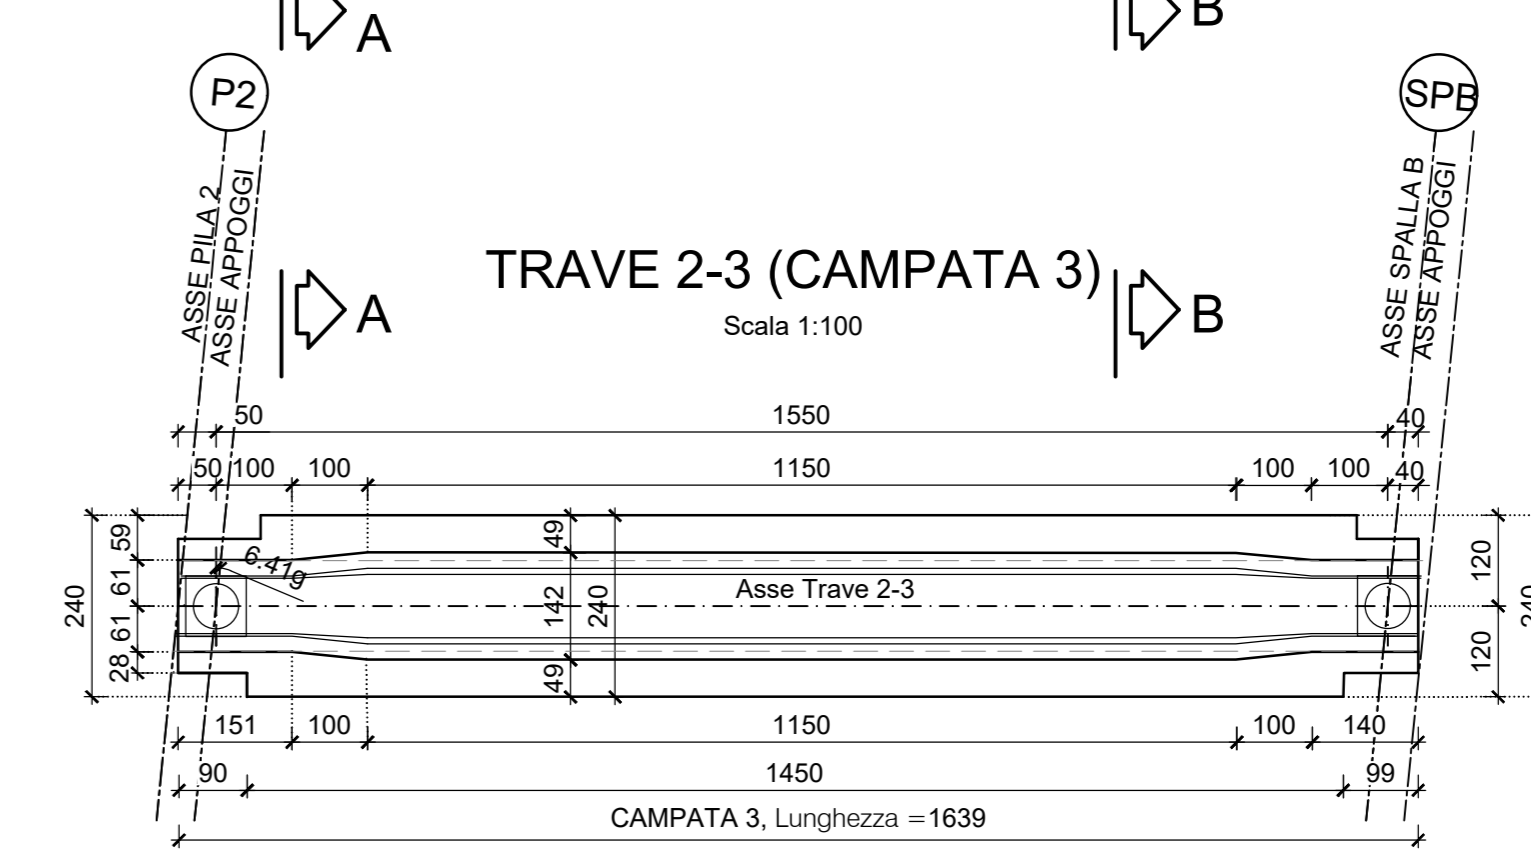 A
B
P2
SPB
ASSE PILA 2
ASSE APPOGGI
ASSE SPALLA B
ASSE APPOGGI
TRAVE 2-3 (CAMPATA 3)
Scala 1:100
A
B
50 1550 40
50 100 100 1150 100 100 40
59
61
61
28
240
6.41g
49
142
49
240
Asse Trave 2-3
120
120
240
151 100 1150 100 140
90 1450 99
CAMPATA 3, Lunghezza =1639